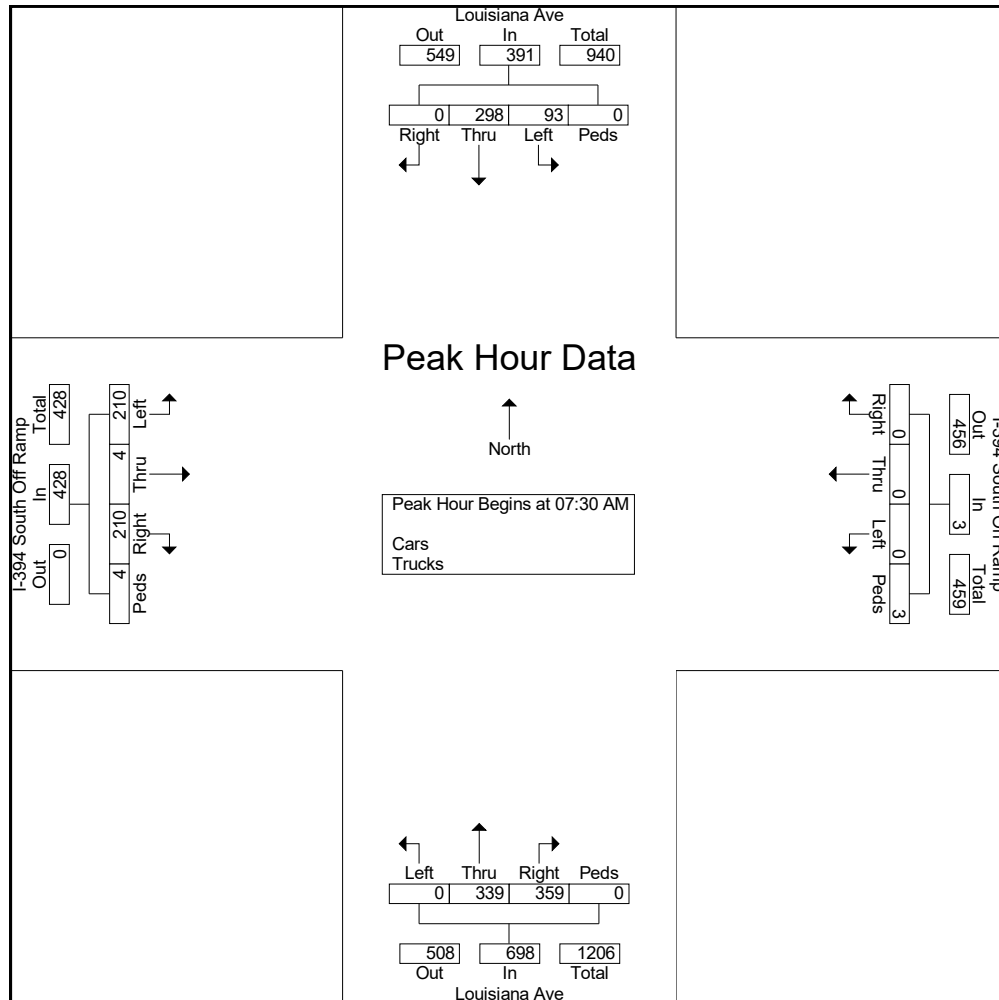 Louisiana Ave
Out In Total
549 391 940
0 298 93 0
Right Thru Left Peds
Peak Hour Data
North
Peak Hour Begins at 07:30 AM
Cars
Trucks
I-394 South Off Ramp
Out In Total
0 428 428
210 4 210 4
Left Thru Right Peds
I-394 South On Ramp
Out In Total
456 3 459
0 0 0 3
Right Thru Left Peds
Left Thru Right Peds
0 339 359 0
508 698 1206
Out In Total
Louisiana Ave